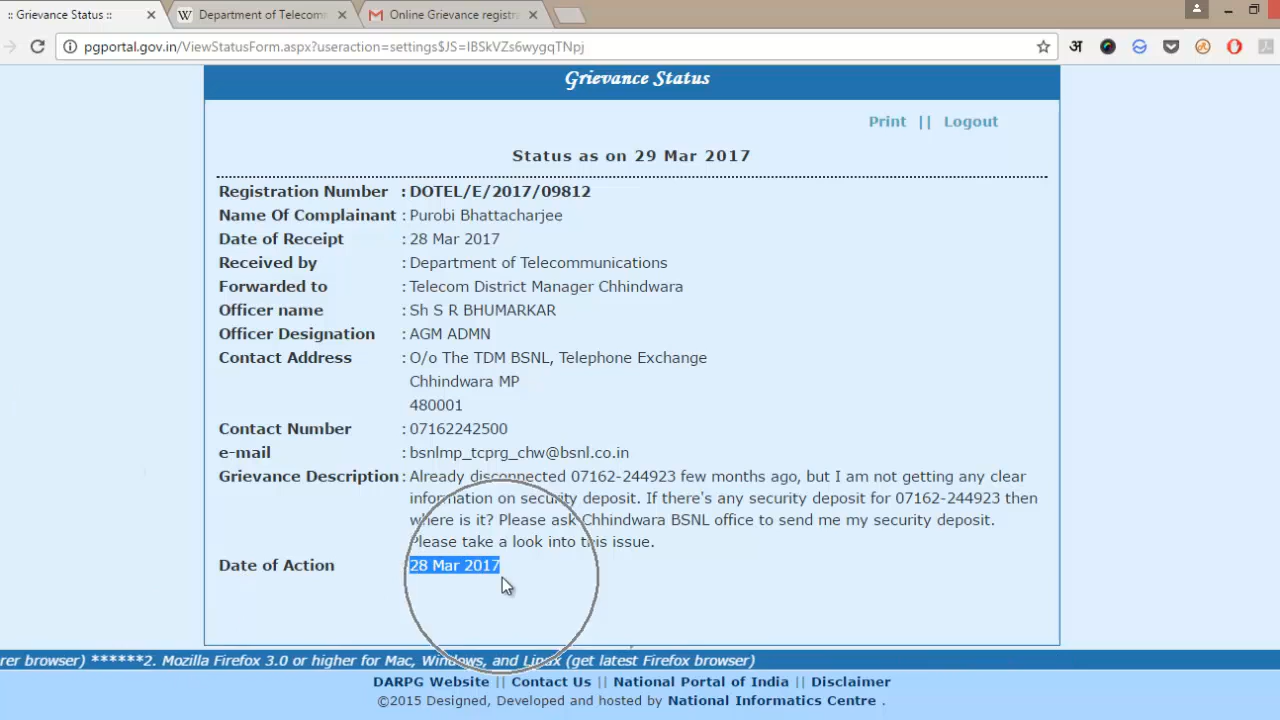 :: Grievance Status ::
Department of Telecomm
Online Grievance registra
pgportal.gov.in/ViewStatusForm.aspx?useraction=settings$JS=IBSkVZs6wygqTNpj
अ
Grievance Status
Print || Logout
Status as on 29 Mar 2017
Registration Number : DOTEL/E/2017/09812
Name Of Complainant : Purobi Bhattacharjee
Date of Receipt : 28 Mar 2017
Received by : Department of Telecommunications
Forwarded to : Telecom District Manager Chhindwara
Officer name : Sh S R BHUMARKAR
Officer Designation : AGM ADMN
Contact Address : O/o The TDM BSNL, Telephone Exchange
Chhindwara MP
480001
Contact Number : 07162242500
e-mail : bsnlmp_tcprg_chw@bsnl.co.in
Grievance Description : Already disconnected 07162-244923 few months ago, but I am not getting any clear
information on security deposit. If there's any security deposit for 07162-244923 then
where is it? Please ask Chhindwara BSNL office to send me my security deposit.
Please take a look into this issue.
Date of Action : 28 Mar 2017
rer browser) ******2. Mozilla Firefox 3.0 or higher for Mac, Windows, and Linux (get latest Firefox browser)
DARPG Website || Contact Us || National Portal of India || Disclaimer
©2015 Designed, Developed and hosted by National Informatics Centre .